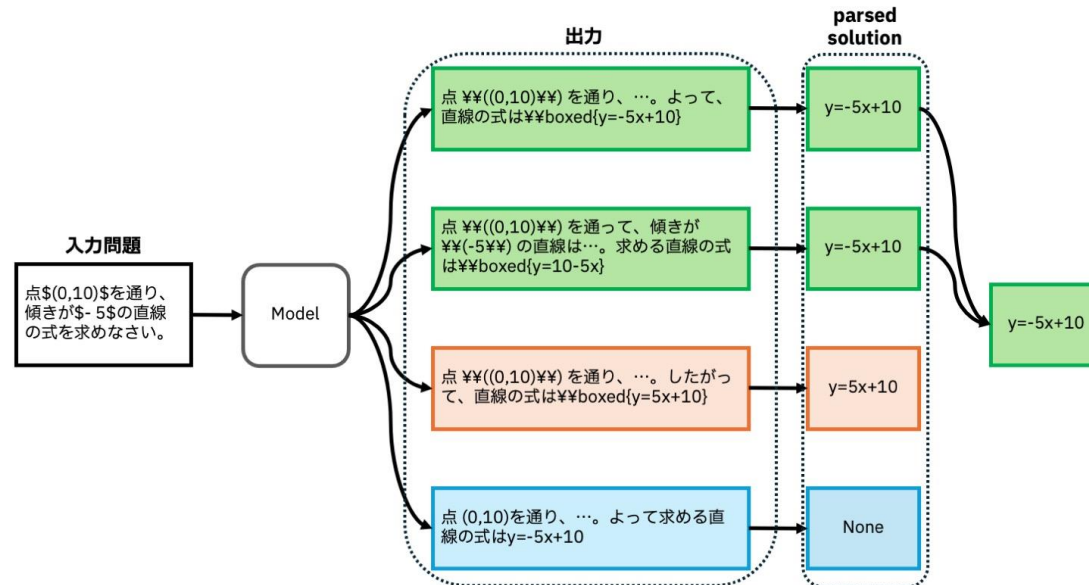 出力
parsed
solution
点 ¥¥((0,10)¥¥) を通り、…。よって、
直線の式は¥¥boxed{y=-5x+10}
y=-5x+10
点 ¥¥((0,10)¥¥) を通って、傾きが
¥¥(-5¥¥) の直線は…。求める直線の式
は¥¥boxed{y=10-5x}
y=-5x+10
入力問題
点$(0,10)$を通り、
傾きが$- 5$の直線
の式を求めなさい。
Model
y=-5x+10
点 ¥¥((0,10)¥¥) を通り、…。したがっ
て、直線の式は¥¥boxed{y=5x+10}
y=5x+10
点 (0,10)を通り、…。よって求める直
線の式はy=-5x+10
None